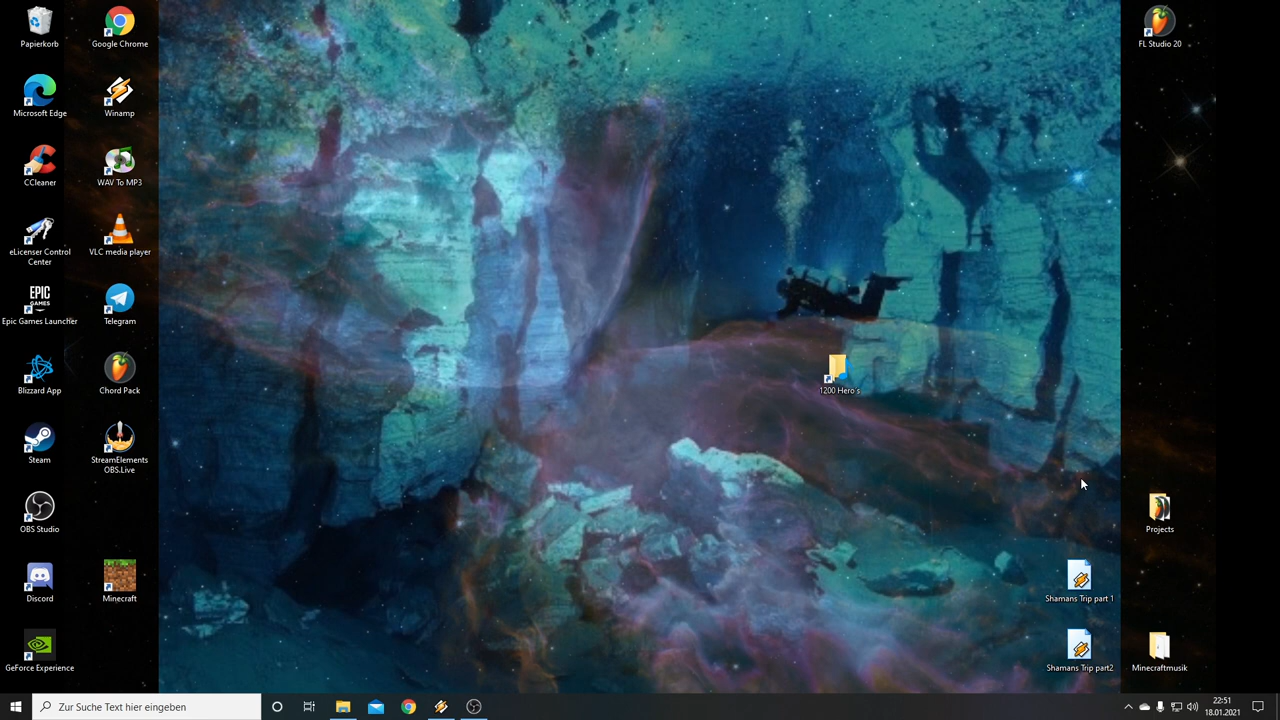 Papierkorb
Google Chrome
FL Studio 20
Microsoft Edge
Winamp
CCleaner
WAV To MP3
eLicenser Control
Center
VLC media player
EPIC
GAMES
Epic Games Launcher
Telegram
Blizzard App
Chord Pack
1200 Hero's
Steam
StreamElements
OBS.Live
OBS Studio
Projects
Discord
Minecraft
Shamans Trip part 1
GeForce Experience
Shamans Trip part2
Minecraftmusik
Zur Suche Text hier eingeben
22:51
18.01.2021